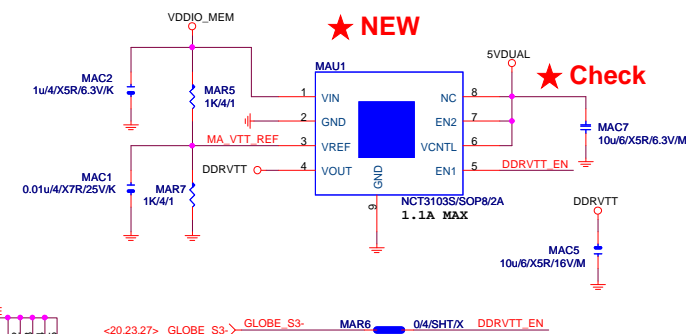 VDDIO_MEM
★ NEW
MAU1
5VDUAL
★ Check
MAC2
1u/4/X5R/6.3V/K
MAR5
1K/4/1
1 VIN NC 8
2 GND EN2 7
MA_VTT_REF 3 VREF VCNTL 6
DDRVTT 4 VOUT EN1 5 DDRVTT_EN
GND
9
MAC7
10u/6/X5R/6.3V/M
MAC1
0.01u/4/X7R/25V/K
MAR7
1K/4/1
NCT3103S/SOP8/2A
1.1A MAX
DDRVTT
MAC5
10u/6/X5R/16V/M
<20,23,27> GLOBE_S3- GLOBE_S3- MAR6 0/4/SHT/X DDRVTT_EN